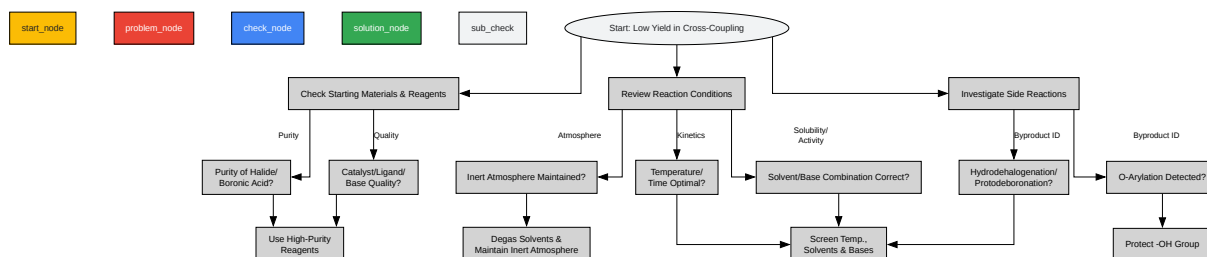 start_node
problem_node
check_node
solution_node
sub_check
Start: Low Yield in Cross-Coupling
Check Starting Materials & Reagents
Review Reaction Conditions
Investigate Side Reactions
Purity
Quality
Atmosphere
Kinetics
Solubility/
Activity
Byproduct ID
Byproduct ID
Purity of Halide/
Boronic Acid?
Catalyst/Ligand/
Base Quality?
Inert Atmosphere Maintained?
Temperature/
Time Optimal?
Solvent/Base Combination Correct?
Hydrodehalogenation/
Protodeboronation?
O-Arylation Detected?
Use High-Purity
Reagents
Degas Solvents &
Maintain Inert Atmosphere
Screen Temp.,
Solvents & Bases
Protect -OH Group